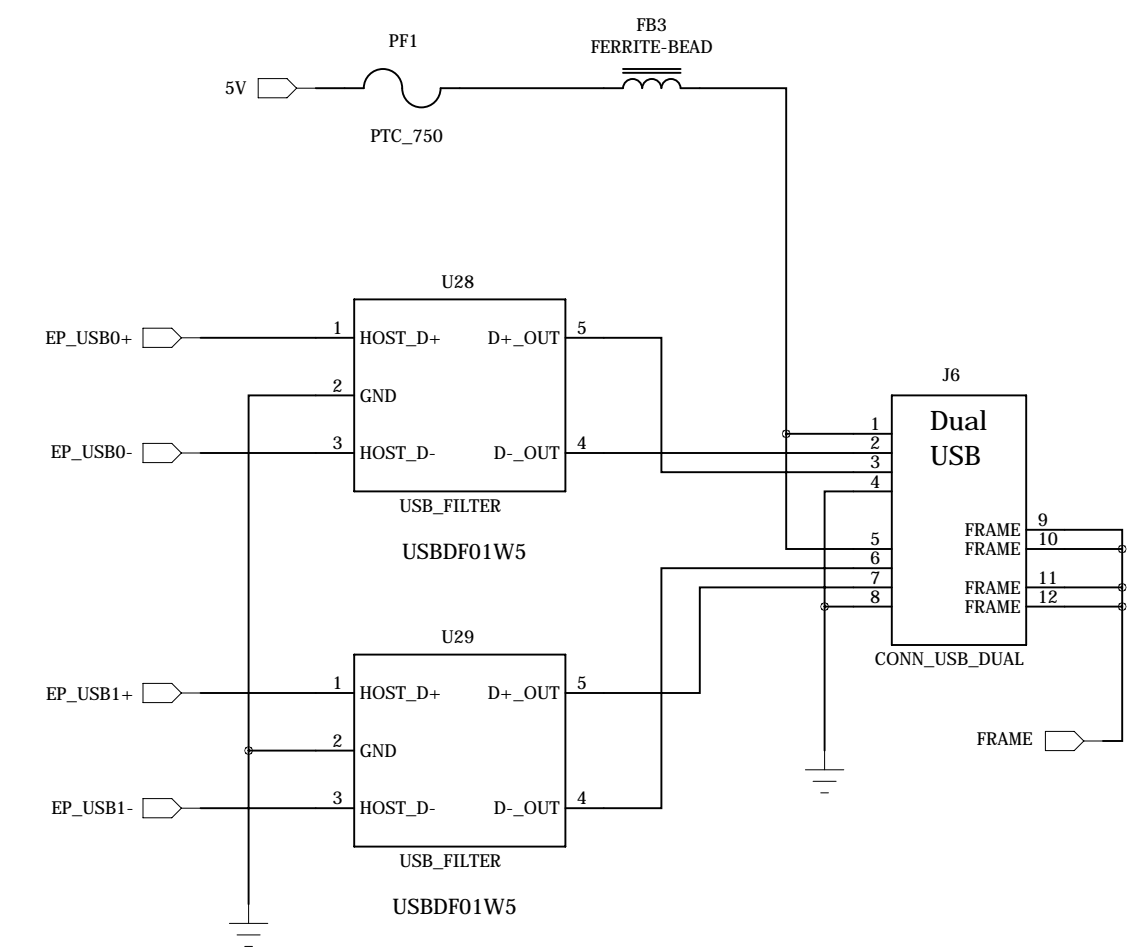 FB3
FERRITE-BEAD
PF1
5V
PTC_750
U28
EP_USB0+
1
HOST_D+
D+_OUT
5
2
GND
EP_USB0-
3
HOST_D-
D-_OUT
4
USB_FILTER
USBDF01W5
J6
Dual
USB
1
2
3
4
5
6
7
8
FRAME
9
FRAME
10
FRAME
11
FRAME
12
CONN_USB_DUAL
FRAME
U29
EP_USB1+
1
HOST_D+
D+_OUT
5
2
GND
EP_USB1-
3
HOST_D-
D-_OUT
4
USB_FILTER
USBDF01W5